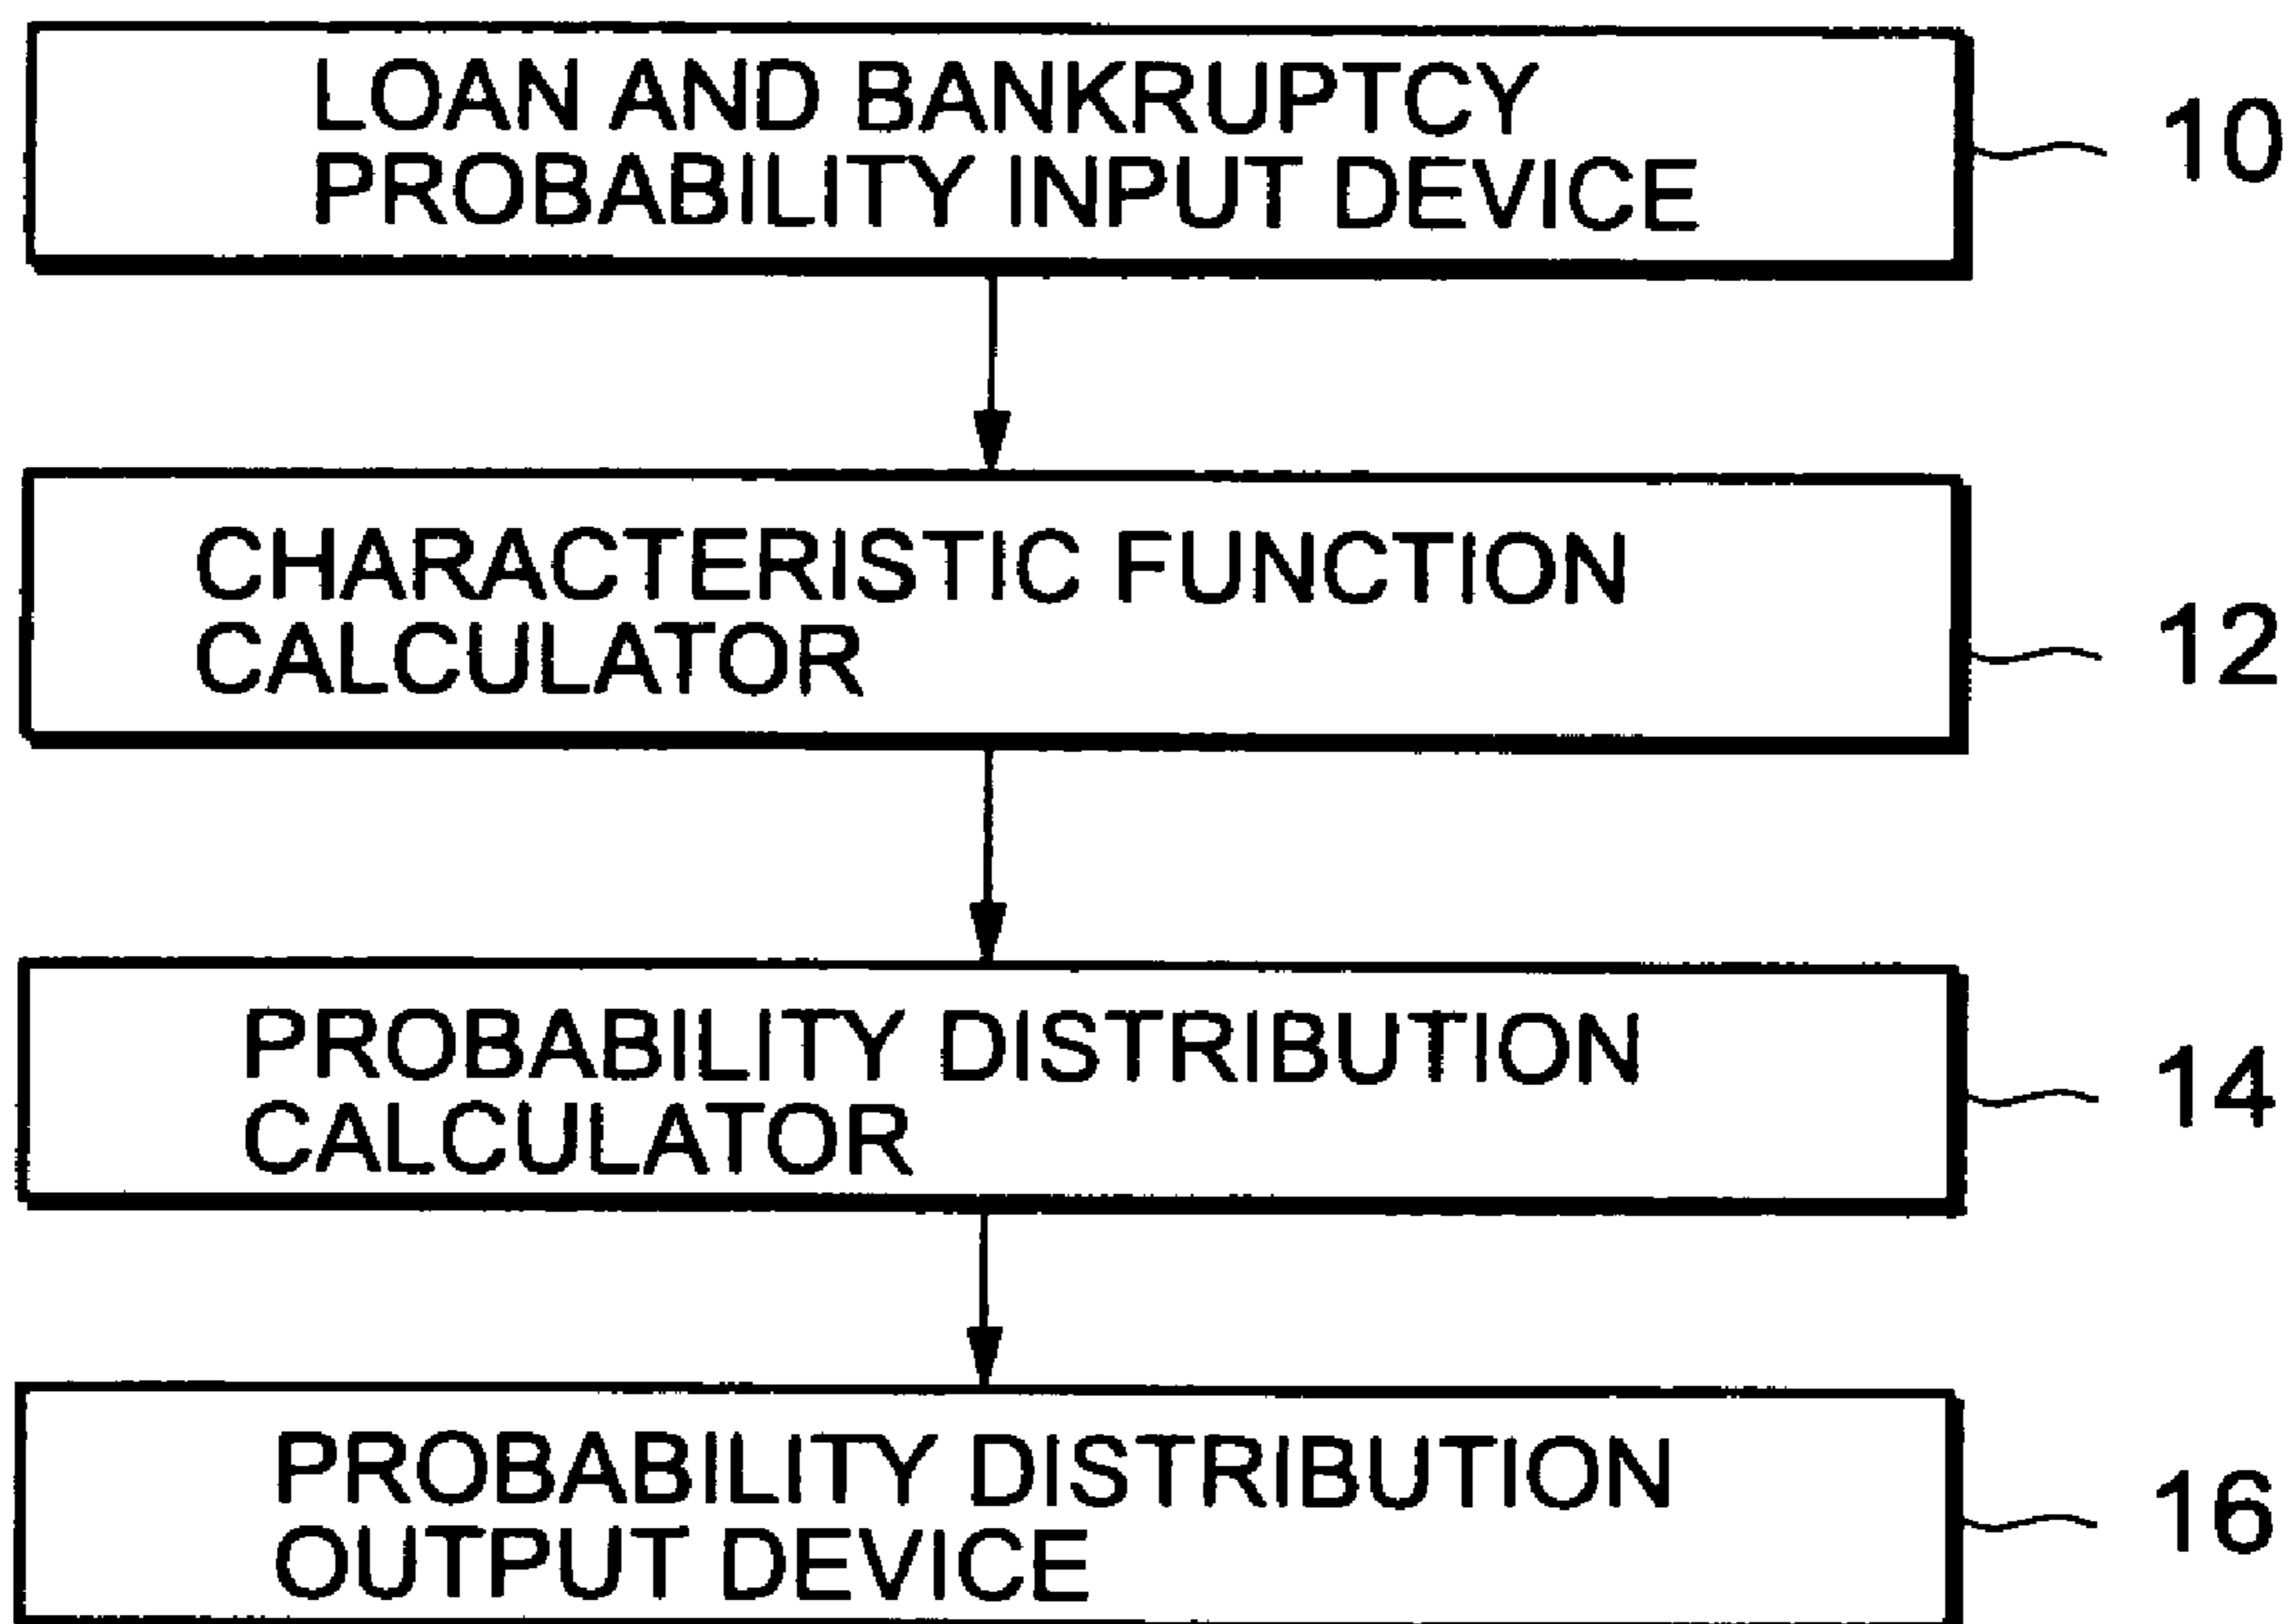 LOAN AND BANKRUPTCY
PROBABILITY INPUT DEVICE
10
CHARACTERISTIC FUNCTION
CALCULATOR
12
PROBABILITY DISTRIBUTION
CALCULATOR
14
PROBABILITY DISTRIBUTION
OUTPUT DEVICE
16